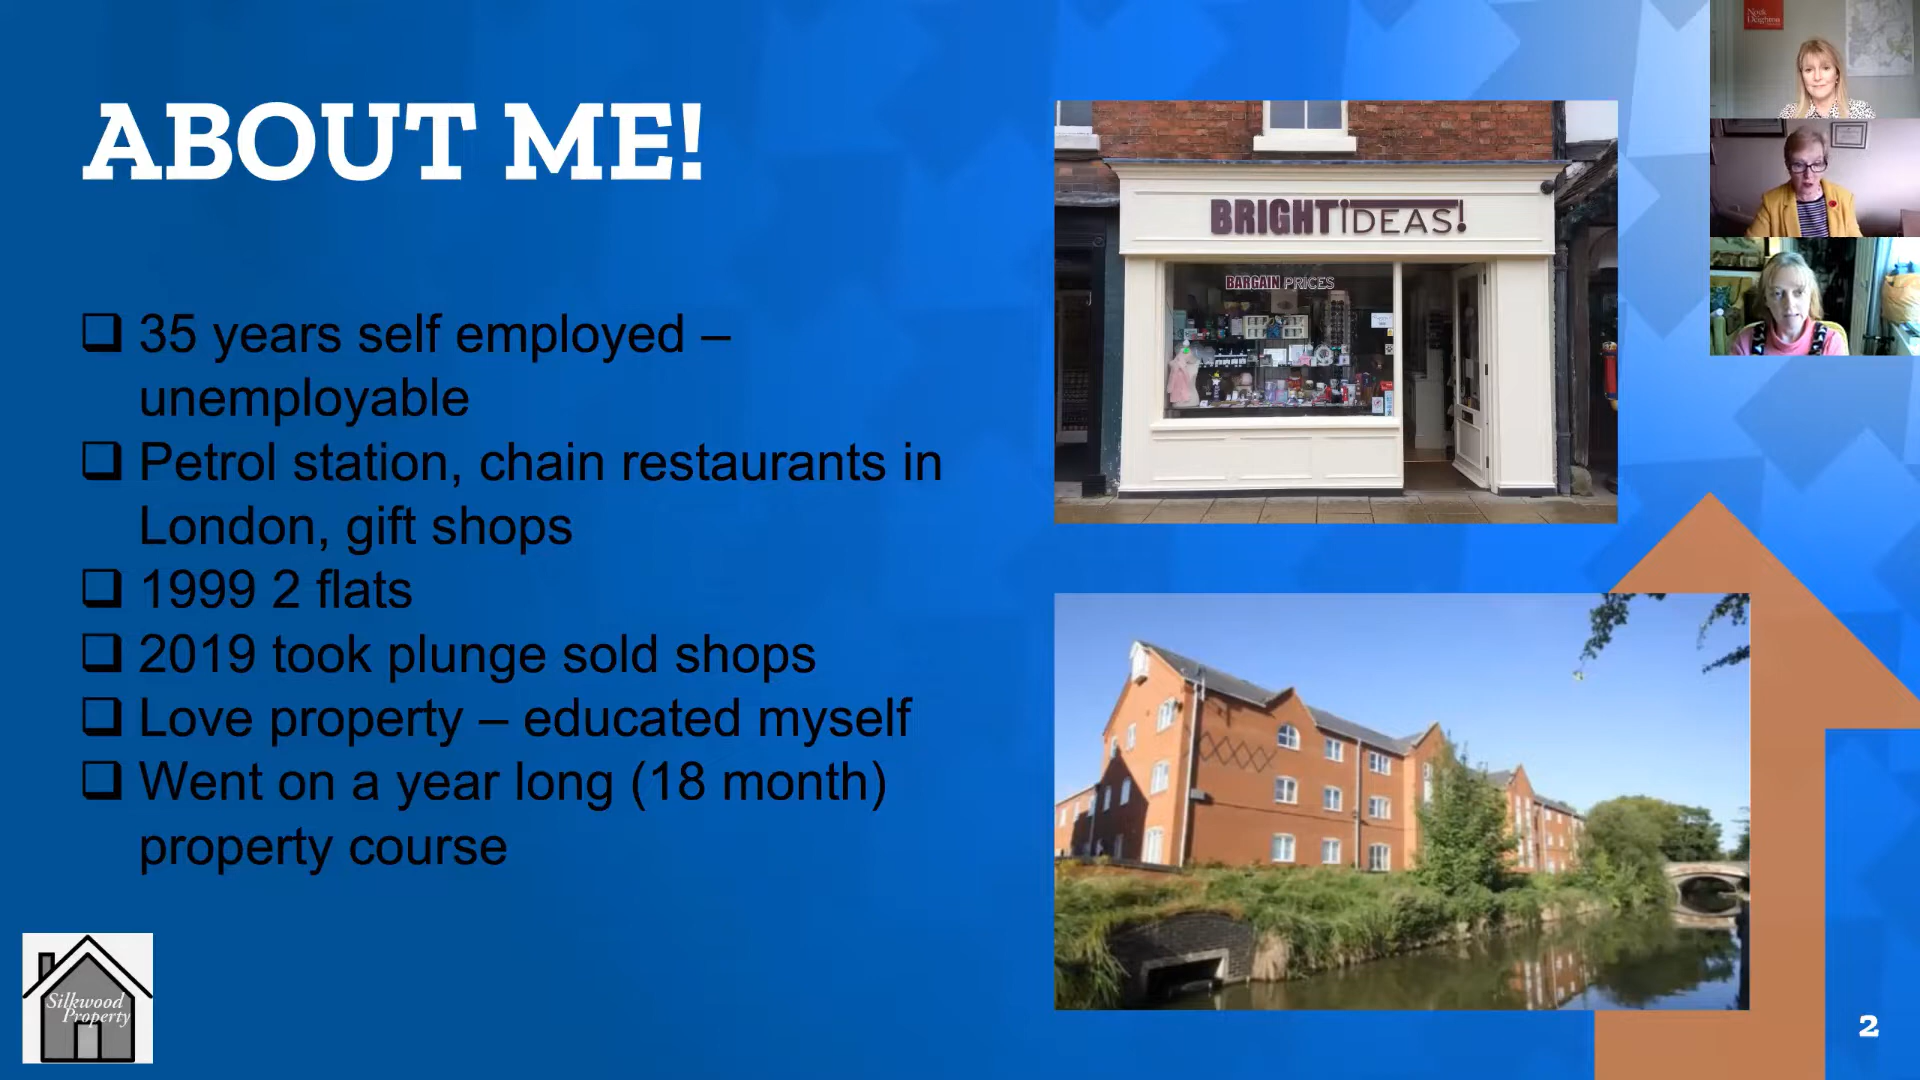 ABOUT ME!
35 years self employed –
unemployable
Petrol station, chain restaurants in
London, gift shops
1999 2 flats
2019 took plunge sold shops
Love property – educated myself
Went on a year long (18 month)
property course
BRIGHT IDEAS!
BARGAIN PRICES
Nock
Deighton
Silkwood
Property
2